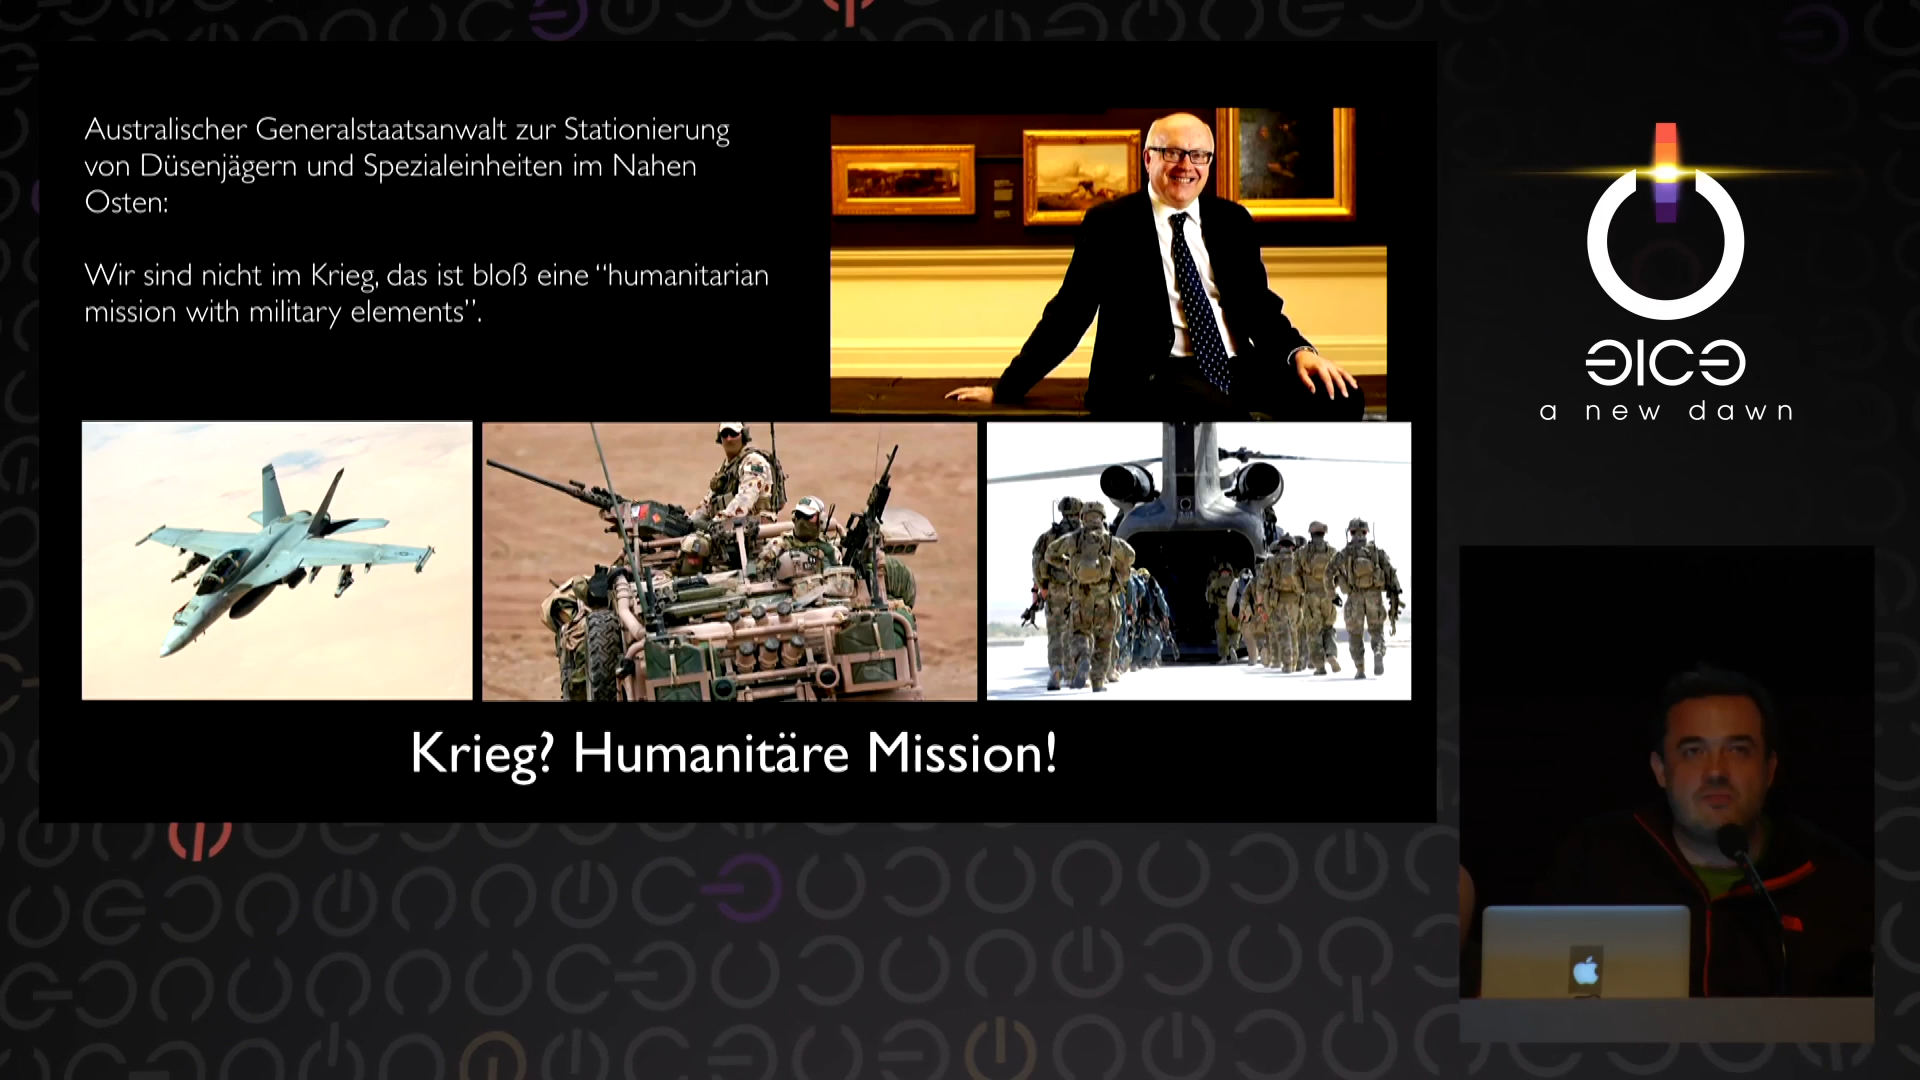 Australischer Generalstaatsanwalt zur Stationierung
von Düsenjägern und Spezialeinheiten im Nahen
Osten:
Wir sind nicht im Krieg, das ist bloß eine “humanitarian
mission with military elements”.
Krieg? Humanitäre Mission!
a new dawn